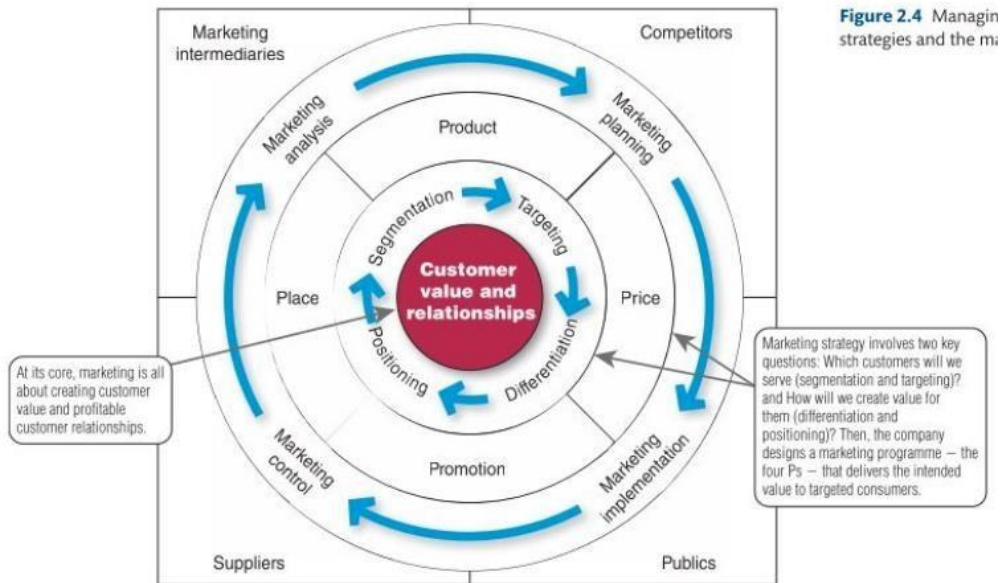 Marketing
intermediaries
Competitors
Figure 2.4 Managin
strategies and the ma
Marketing
analysis
Product
Marketing
planning
Segmentation
Targeting
Customer
value and
relationships
Place
Price
Positioning
Differentiation
At its core, marketing is all
about creating customer
value and profitable
customer relationships.
Marketing strategy involves two key
questions: Which customers will we
serve (segmentation and targeting)?
and How will we create value for
them (differentiation and
positioning)? Then, the company
designs a marketing programme – the
four Ps – that delivers the intended
value to targeted consumers.
Marketing
control
Promotion
Marketing
implementation
Suppliers
Publics